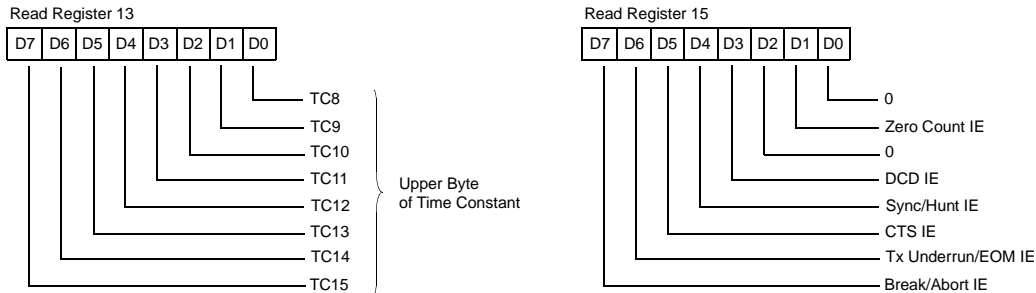 Read Register 13
D7 D6 D5 D4 D3 D2 D1 D0
TC8
TC9
TC10
TC11
TC12
TC13
TC14
TC15
Upper Byte
of Time Constant
Read Register 15
D7 D6 D5 D4 D3 D2 D1 D0
0
Zero Count IE
0
DCD IE
Sync/Hunt IE
CTS IE
Tx Underrun/EOM IE
Break/Abort IE